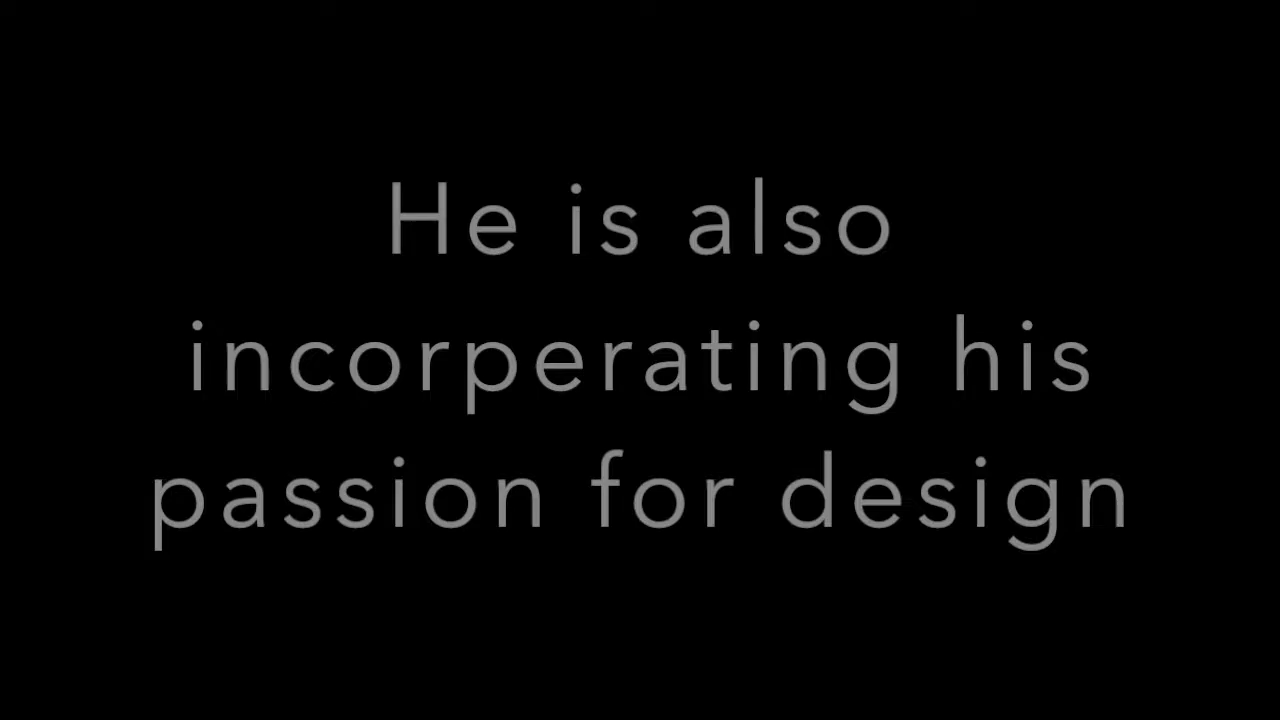 He is also
incorperating his
passion for design